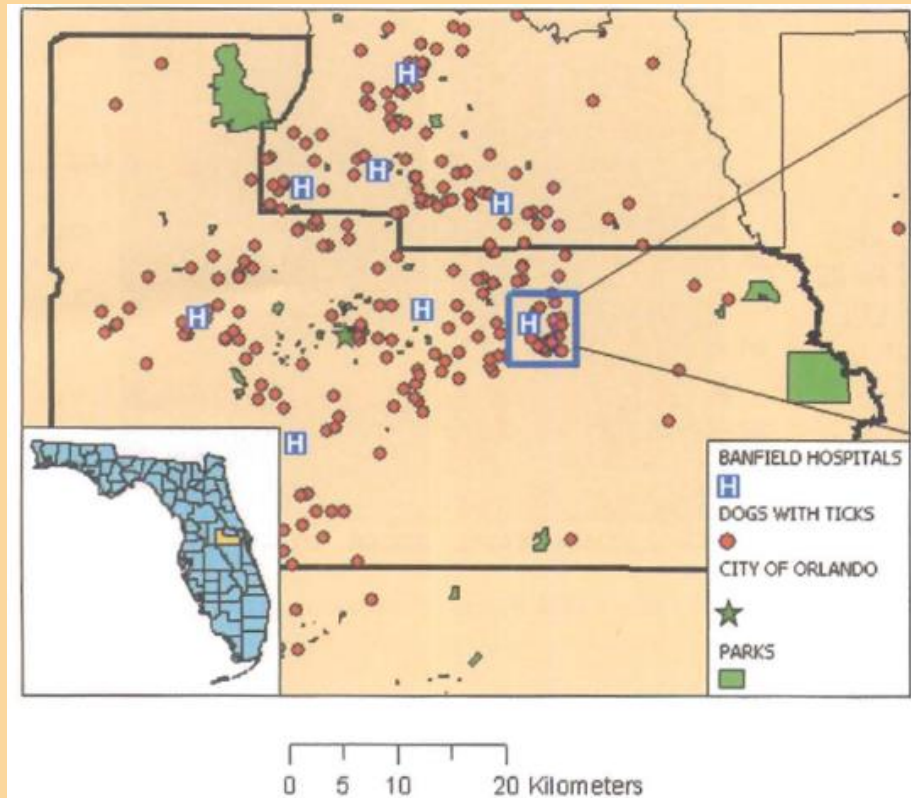 H
H
H
H
H
H
H
H
BANFIELD HOSPITALS
H
DOGS WITH TICKS
CITY OF ORLANDO
PARKS
0 5 10 20 Kilometers